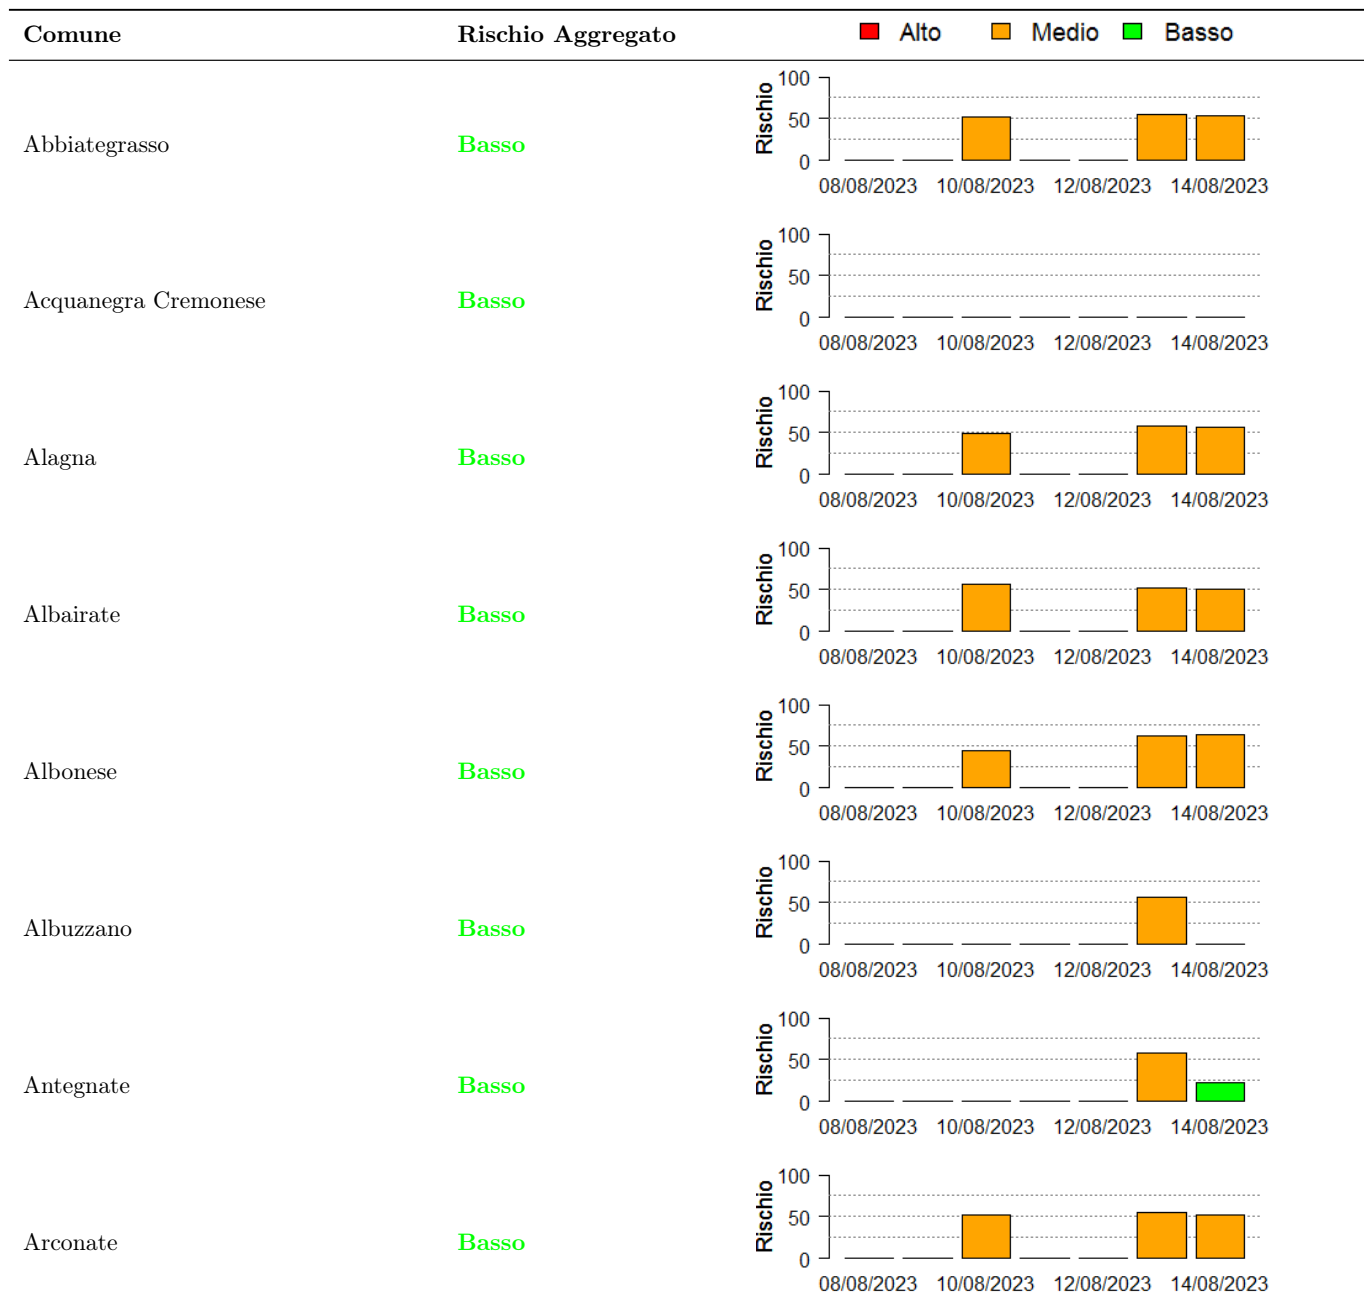 Comune Rischio Aggregato Alto Medio Basso
100
Rischio
50
0
Abbiategrasso Basso
08/08/2023 10/08/2023 12/08/2023 14/08/2023
100
Rischio
50
0
Acquanegra Cremonese Basso
08/08/2023 10/08/2023 12/08/2023 14/08/2023
100
Rischio
50
0
Alagna Basso
08/08/2023 10/08/2023 12/08/2023 14/08/2023
100
Rischio
50
0
Albairate Basso
08/08/2023 10/08/2023 12/08/2023 14/08/2023
100
Rischio
50
0
Albonese Basso
08/08/2023 10/08/2023 12/08/2023 14/08/2023
100
Rischio
50
0
Albuzzano Basso
08/08/2023 10/08/2023 12/08/2023 14/08/2023
100
Rischio
50
0
Antegnate Basso
08/08/2023 10/08/2023 12/08/2023 14/08/2023
100
Rischio
50
0
Arconate Basso
08/08/2023 10/08/2023 12/08/2023 14/08/2023